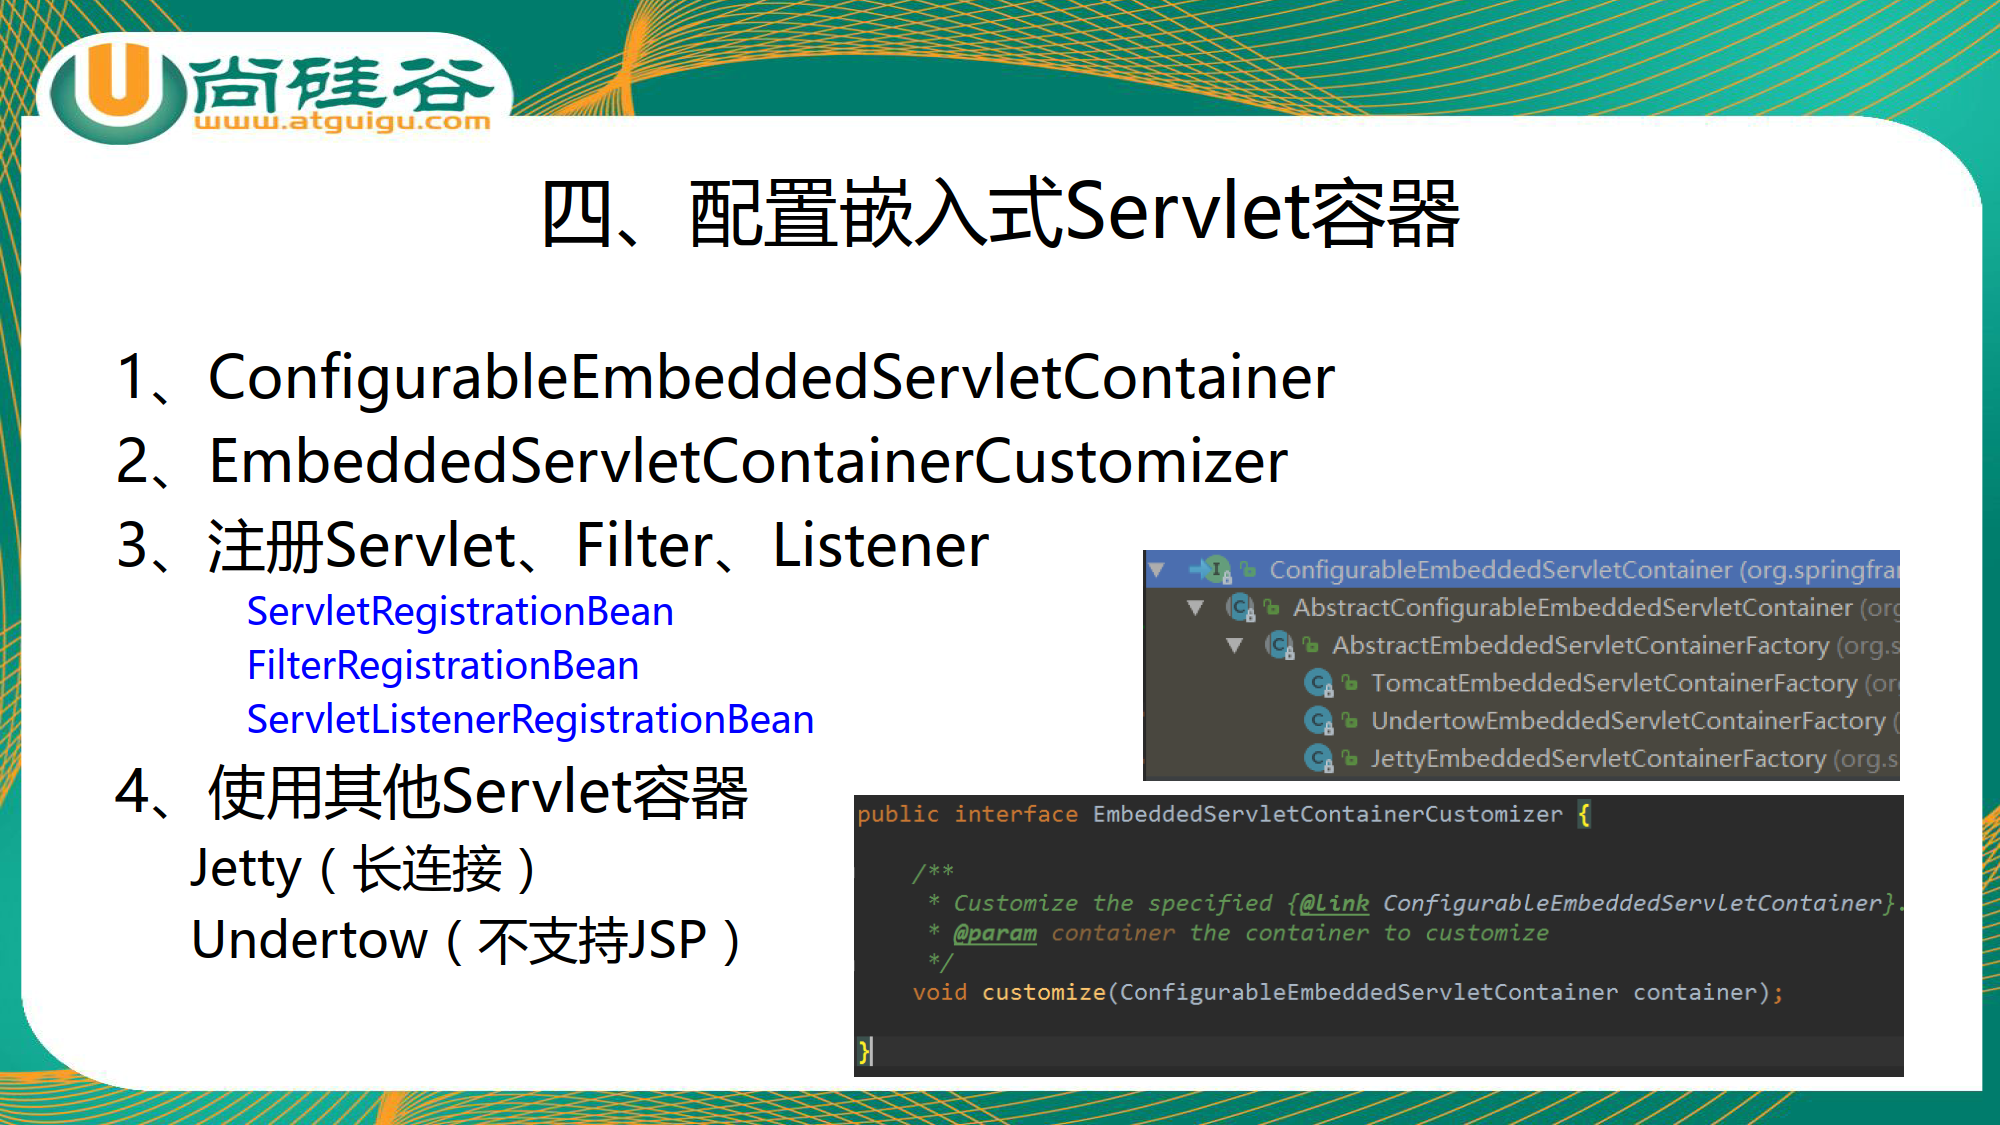 尚硅谷
www.atguigu.com
四、配置嵌入式Servlet容器
1、ConfigurableEmbeddedServletContainer
2、EmbeddedServletContainerCustomizer
3、注册Servlet、Filter、Listener
ServletRegistrationBean
FilterRegistrationBean
ServletListenerRegistrationBean
4、使用其他Servlet容器
Jetty（长连接）
Undertow（不支持JSP）
ConfigurableEmbeddedServletContainer (org.springfra
AbstractConfigurableEmbeddedServletContainer (org
AbstractEmbeddedServletContainerFactory (org.s
TomcatEmbeddedServletContainerFactory (or
UndertowEmbeddedServletContainerFactory (
JettyEmbeddedServletContainerFactory (org.s
public interface EmbeddedServletContainerCustomizer {
/**
* Customize the specified {@link ConfigurableEmbeddedServletContainer}.
* @param container the container to customize
*/
void customize(ConfigurableEmbeddedServletContainer container);
}